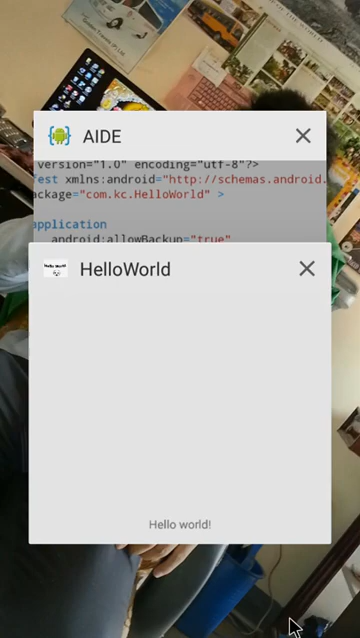 AIDE
version="1.0" encoding="utf-8"?>
fest xmlns:android="http://schemas.android.
ackage="com.kc.HelloWorld" >
application
android:allowBackup="true"
HelloWorld
Hello world!